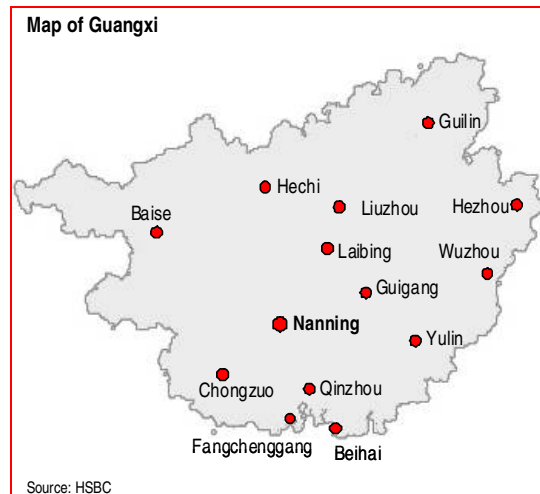 Map of Guangxi
Guilin
Hechi
Liuzhou
Hezhou
Baise
Laibing
Wuzhou
Guigang
Nanning
Yulin
Chongzuo
Qinzhou
Fangchenggang
Beihai
Source: HSBC